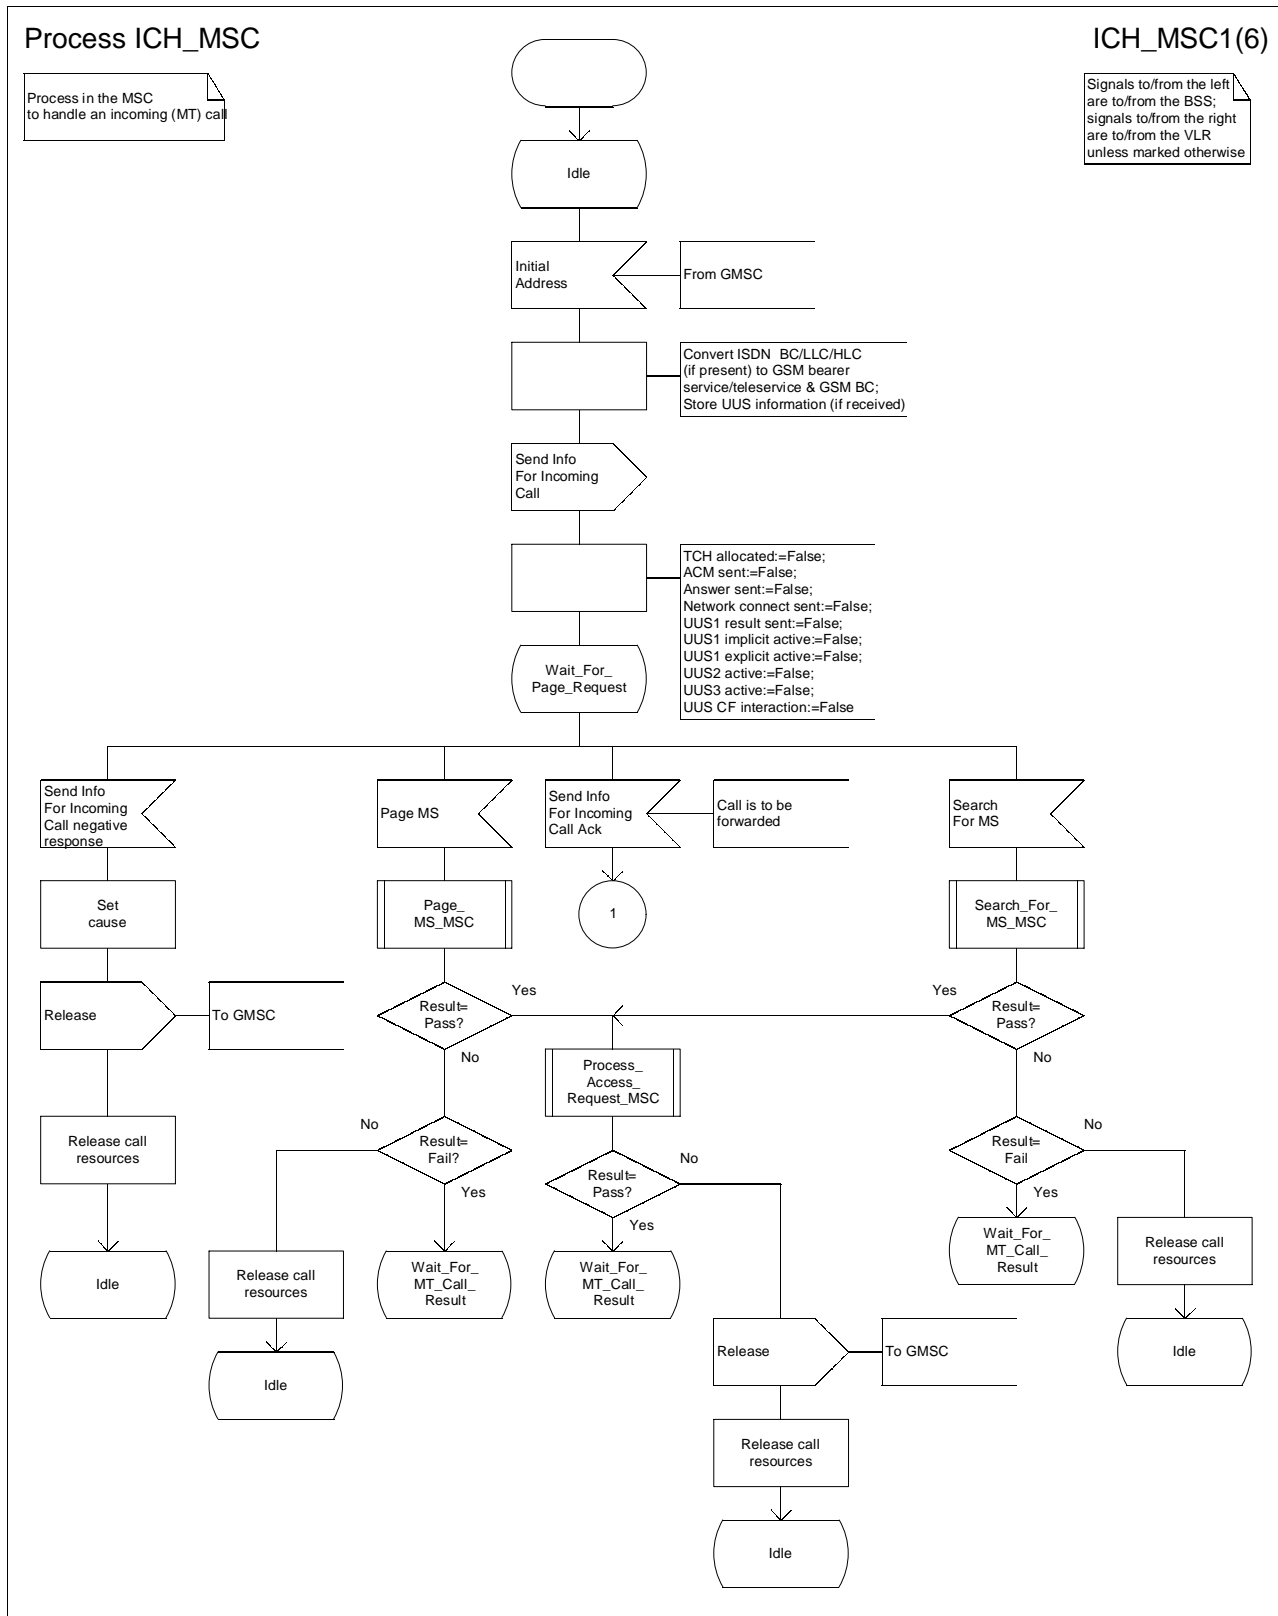 Process ICH_MSC
ICH_MSC1(6)
Process in the MSC
to handle an incoming (MT) call
Signals to/from the left
are to/from the BSS;
signals to/from the right
are to/from the VLR
unless marked otherwise
Idle
Initial
Address
From GMSC
Convert ISDN  BC/LLC/HLC
(if present) to GSM bearer
service/teleservice & GSM BC;
Store UUS information (if received)
Send Info
For Incoming
Call
TCH allocated:=False;
ACM sent:=False;
Answer sent:=False;
Network connect sent:=False;
UUS1 result sent:=False;
UUS1 implicit active:=False;
UUS1 explicit active:=False;
UUS2 active:=False;
UUS3 active:=False;
UUS CF interaction:=False
Wait_For_
Page_Request
Send Info
For Incoming
Call negative
response
Page MS
Send Info
For Incoming
Call Ack
Call is to be
forwarded
Search
For MS
Set
cause
Page_
MS_MSC
1
Search_For_
MS_MSC
Release
To GMSC
Result=
Pass?
Yes
No
Yes
Result=
Pass?
No
Process_
Access_
Request_MSC
Release call
resources
No
Result=
Fail?
Yes
Result=
Pass?
No
Yes
Result=
Fail
No
Yes
Idle
Release call
resources
Wait_For_
MT_Call_
Result
Wait_For_
MT_Call_
Result
Wait_For_
MT_Call_
Result
Release call
resources
Idle
Release
To GMSC
Idle
Release call
resources
Idle